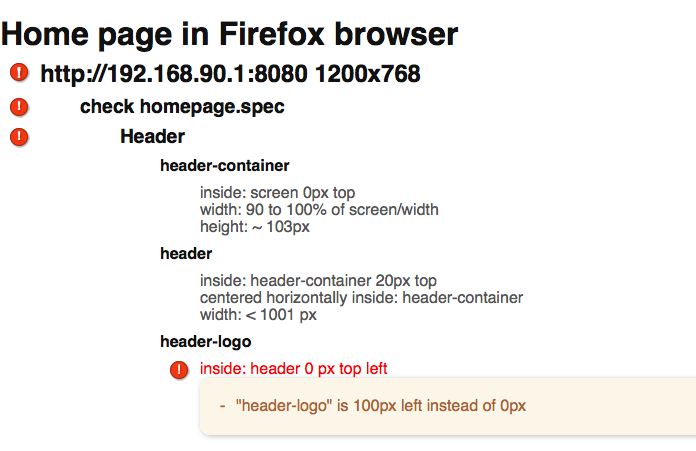 Home page in Firefox browser
http://192.168.90.1:8080 1200x768
check homepage.spec
Header
header-container
inside: screen 0px top
width: 90 to 100% of screen/width
height: ~ 103px
header
inside: header-container 20px top
centered horizontally inside: header-container
width: < 1001 px
header-logo
inside: header 0 px top left
- "header-logo" is 100px left instead of 0px